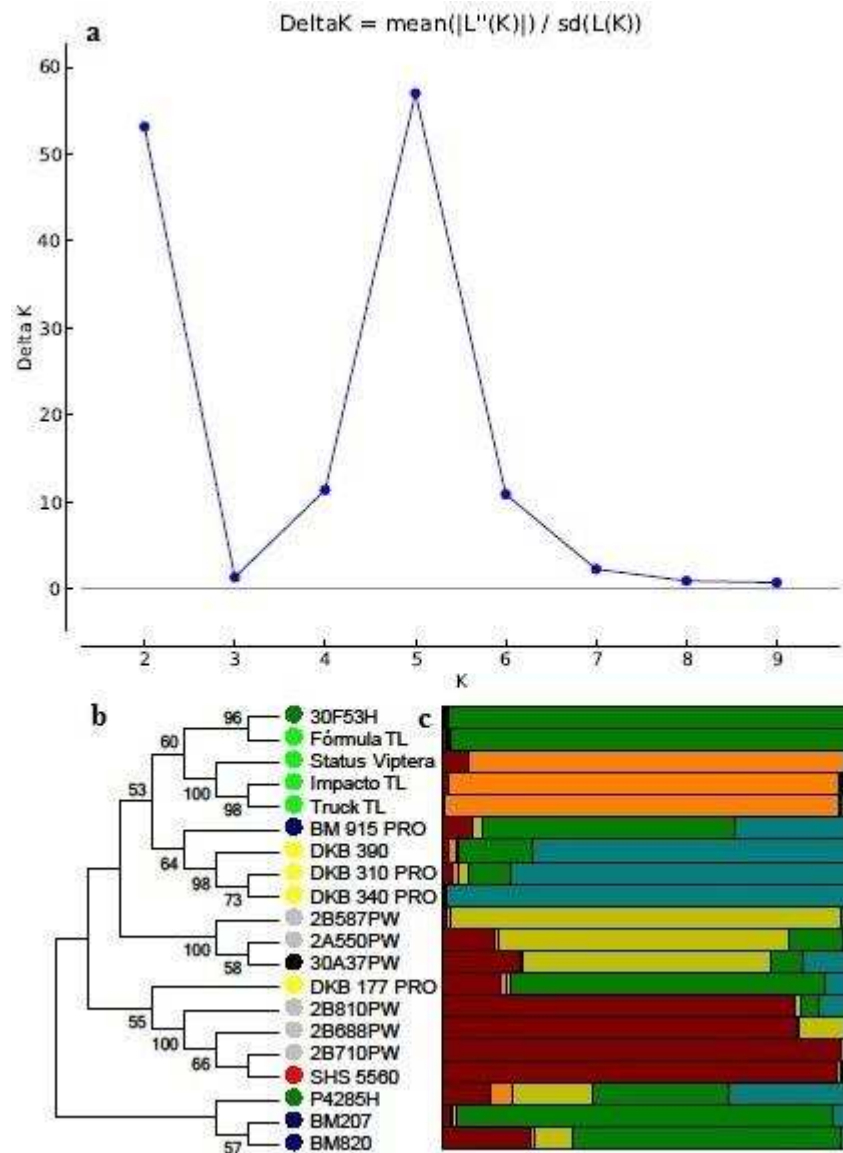 a
DeltaK = mean(|L''(K)|) / sd(L(K))
60
50
40
30
20
10
0
Delta K
2 3 4 5 6 7 8 9
K
b
c
96
60
53
100
98
64
98
73
100
58
55
100
66
57
30F53H
Fórmula TL
Status Viptera
Impacto TL
Truck TL
BM 915 PRO
DKB 390
DKB 310 PRO
DKB 340 PRO
2B587PW
2A550PW
30A37PW
DKB 177 PRO
2B810PW
2B688PW
2B710PW
SHS 5560
P4285H
BM207
BM820